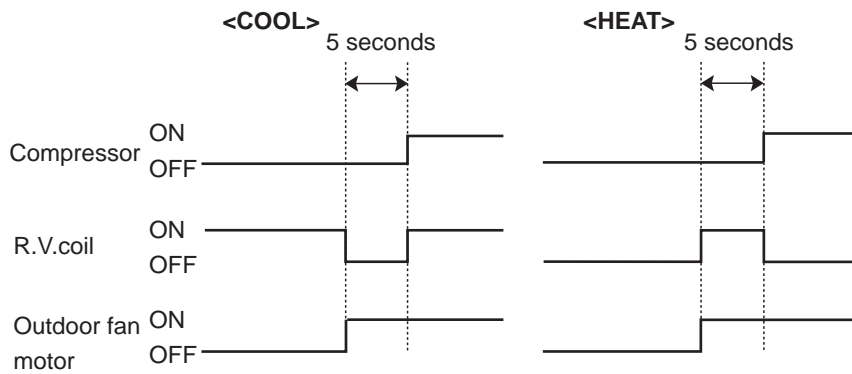 <COOL> <HEAT>
5 seconds 5 seconds
Compressor ON
OFF
R.V.coil ON
OFF
Outdoor fan ON
motor OFF